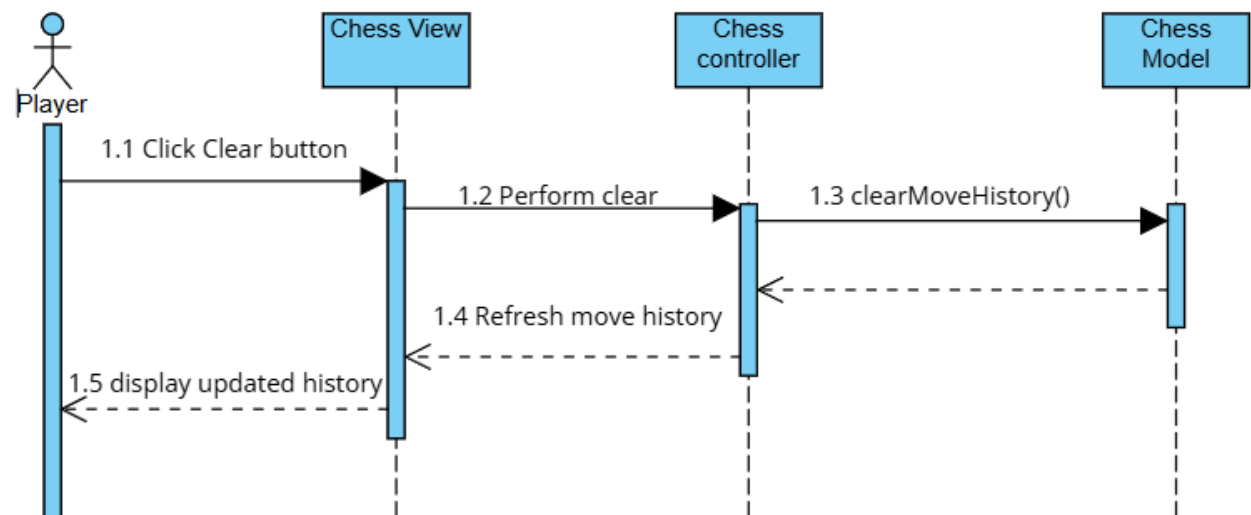 Chess View
Chess
controller
Chess
Model
Player
1.1 Click Clear button
1.2 Perform clear
1.3 clearMoveHistory()
1.4 Refresh move history
1.5 display updated history